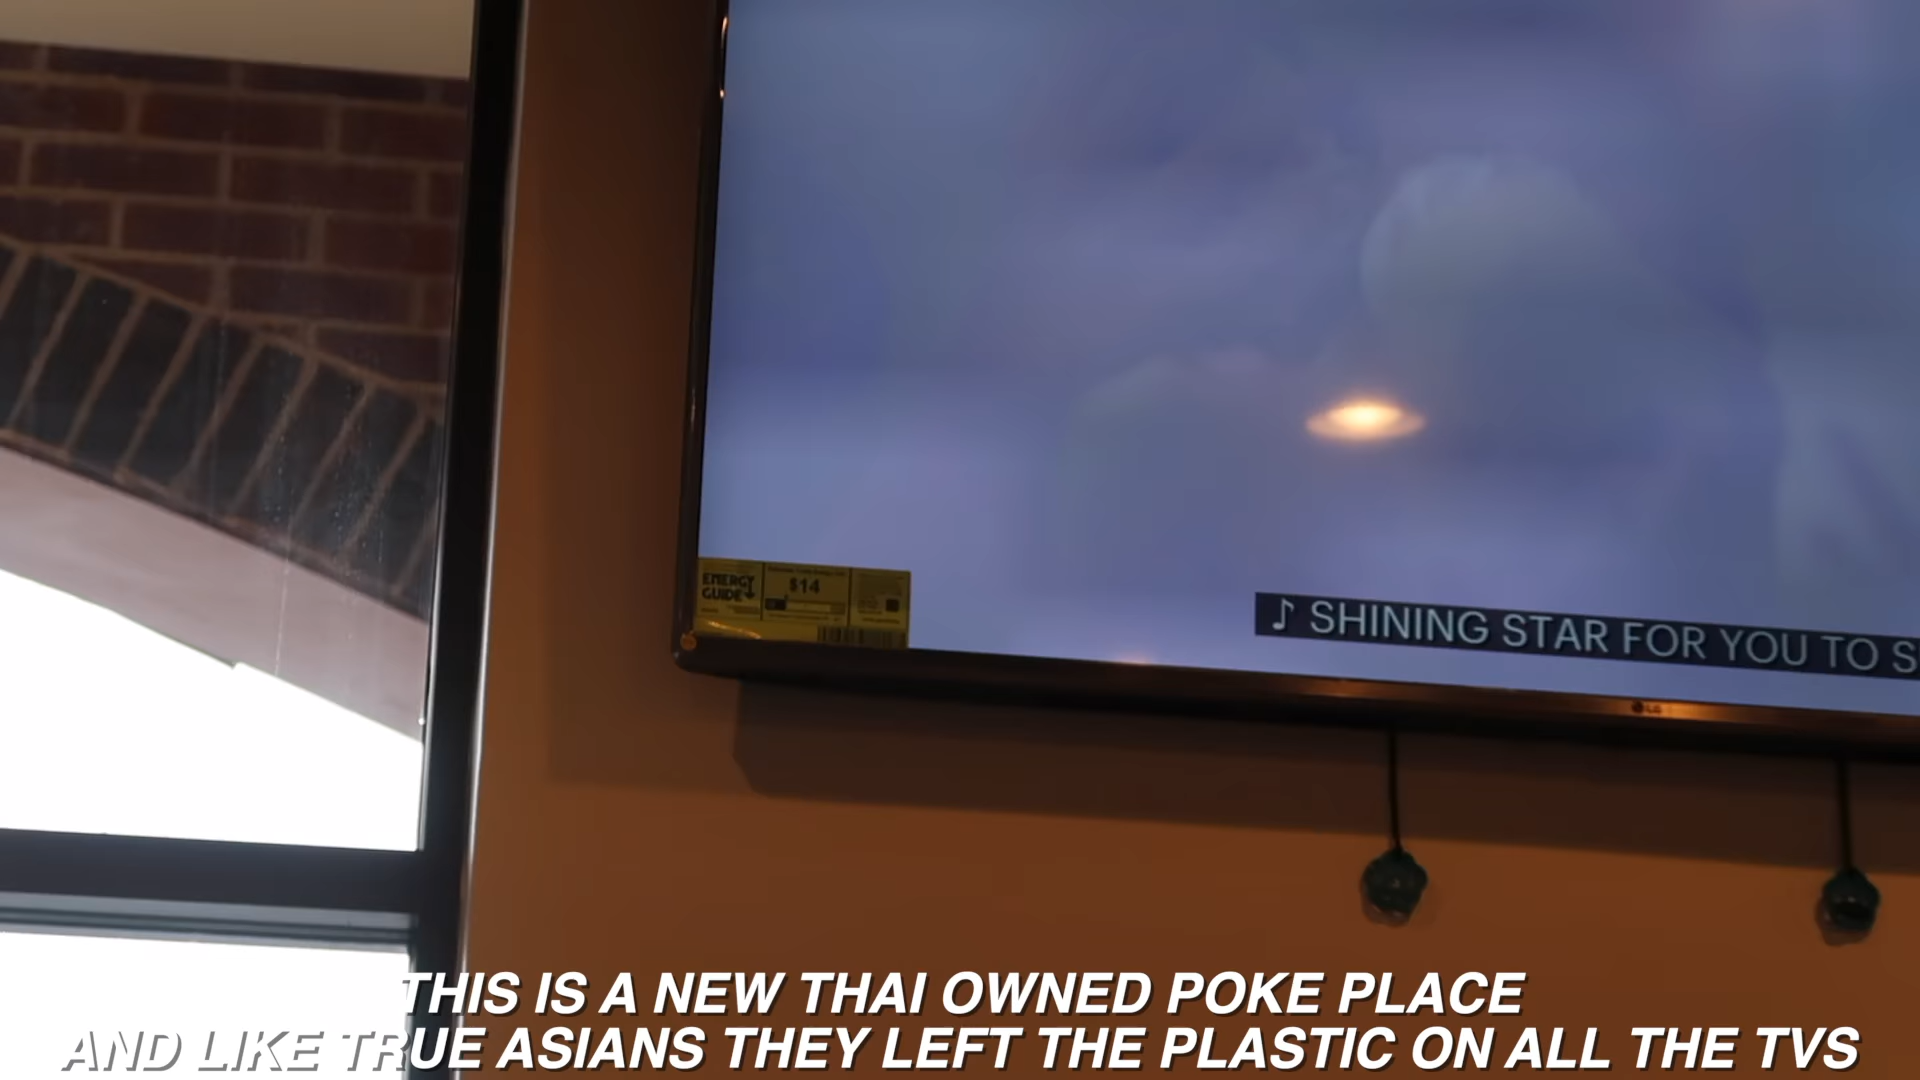 ENERGY
GUIDE
$14
♪ SHINING STAR FOR YOU TO S
LG
THIS IS A NEW THAI OWNED POKE PLACE
AND LIKE TRUE ASIANS THEY LEFT THE PLASTIC ON ALL THE TVS